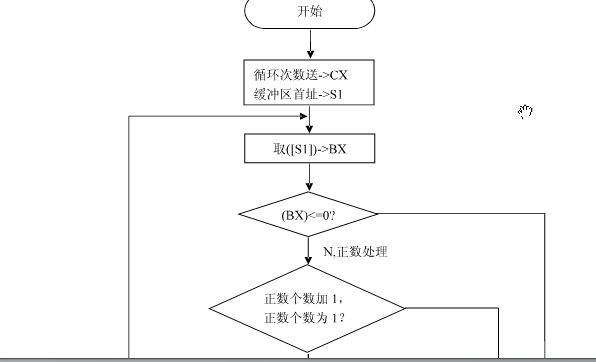 开始
循环次数送->CX
缓冲区首址->S1
取([S1])->BX
(BX)<=0?
N,正数处理
正数个数加 1，
正数个数为 1?